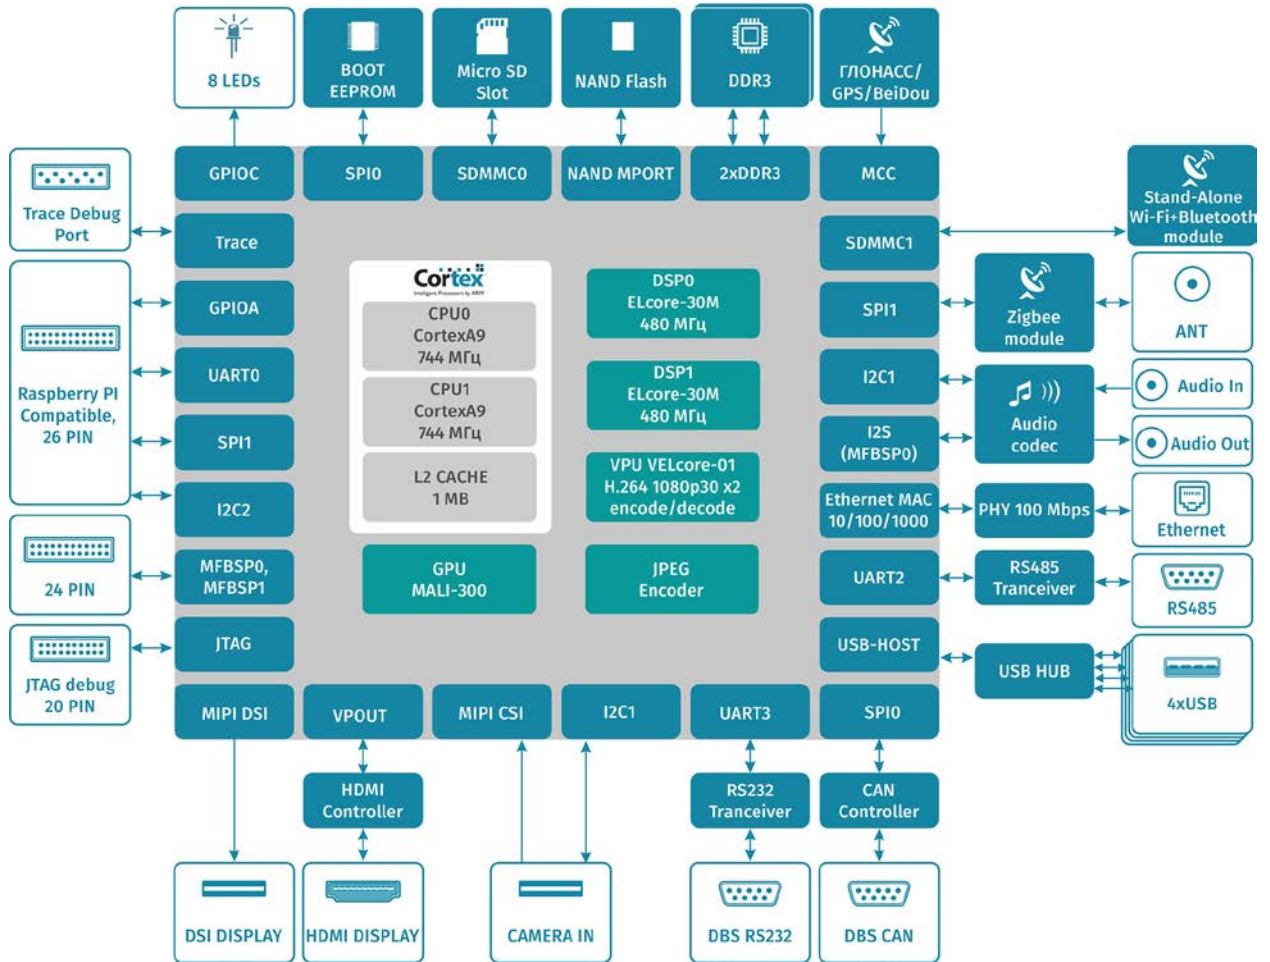 8 LEDs
BOOT
EEPROM
Micro SD
Slot
NAND Flash
DDR3
ГЛОНАСС/
GPS/BeiDou
GPIOC
SPI0
SDMMC0
NAND MPORT
2xDDR3
MCC
Trace Debug
Port
Trace
SDMMC1
Stand-Alone
Wi-Fi+Bluetooth
module
Raspberry PI
Compatible,
26 PIN
GPIOA
UART0
SPI1
I2C2
24 PIN
MFBSP0,
MFBSP1
JTAG debug
20 PIN
JTAG
Cortex
Intelligent Processors by ARM
CPU0
CortexA9
744 МГц
CPU1
CortexA9
744 МГц
L2 CACHE
1 MB
GPU
MALI-300
DSP0
ELcore-30M
480 МГц
DSP1
ELcore-30M
480 МГц
VPU VELcore-01
H.264 1080p30 x2
encode/decode
JPEG
Encoder
SPI1
Zigbee
module
ANT
I2C1
I2S
(MFBSP0)
Audio
codec
Audio In
Audio Out
Ethernet MAC
10/100/1000
PHY 100 Mbps
Ethernet
UART2
RS485
Tranceiver
RS485
USB-HOST
USB HUB
4xUSB
MIPI DSI
VPOUT
MIPI CSI
I2C1
UART3
SPI0
HDMI
Controller
RS232
Tranceiver
CAN
Controller
DSI DISPLAY
HDMI DISPLAY
CAMERA IN
DBS RS232
DBS CAN